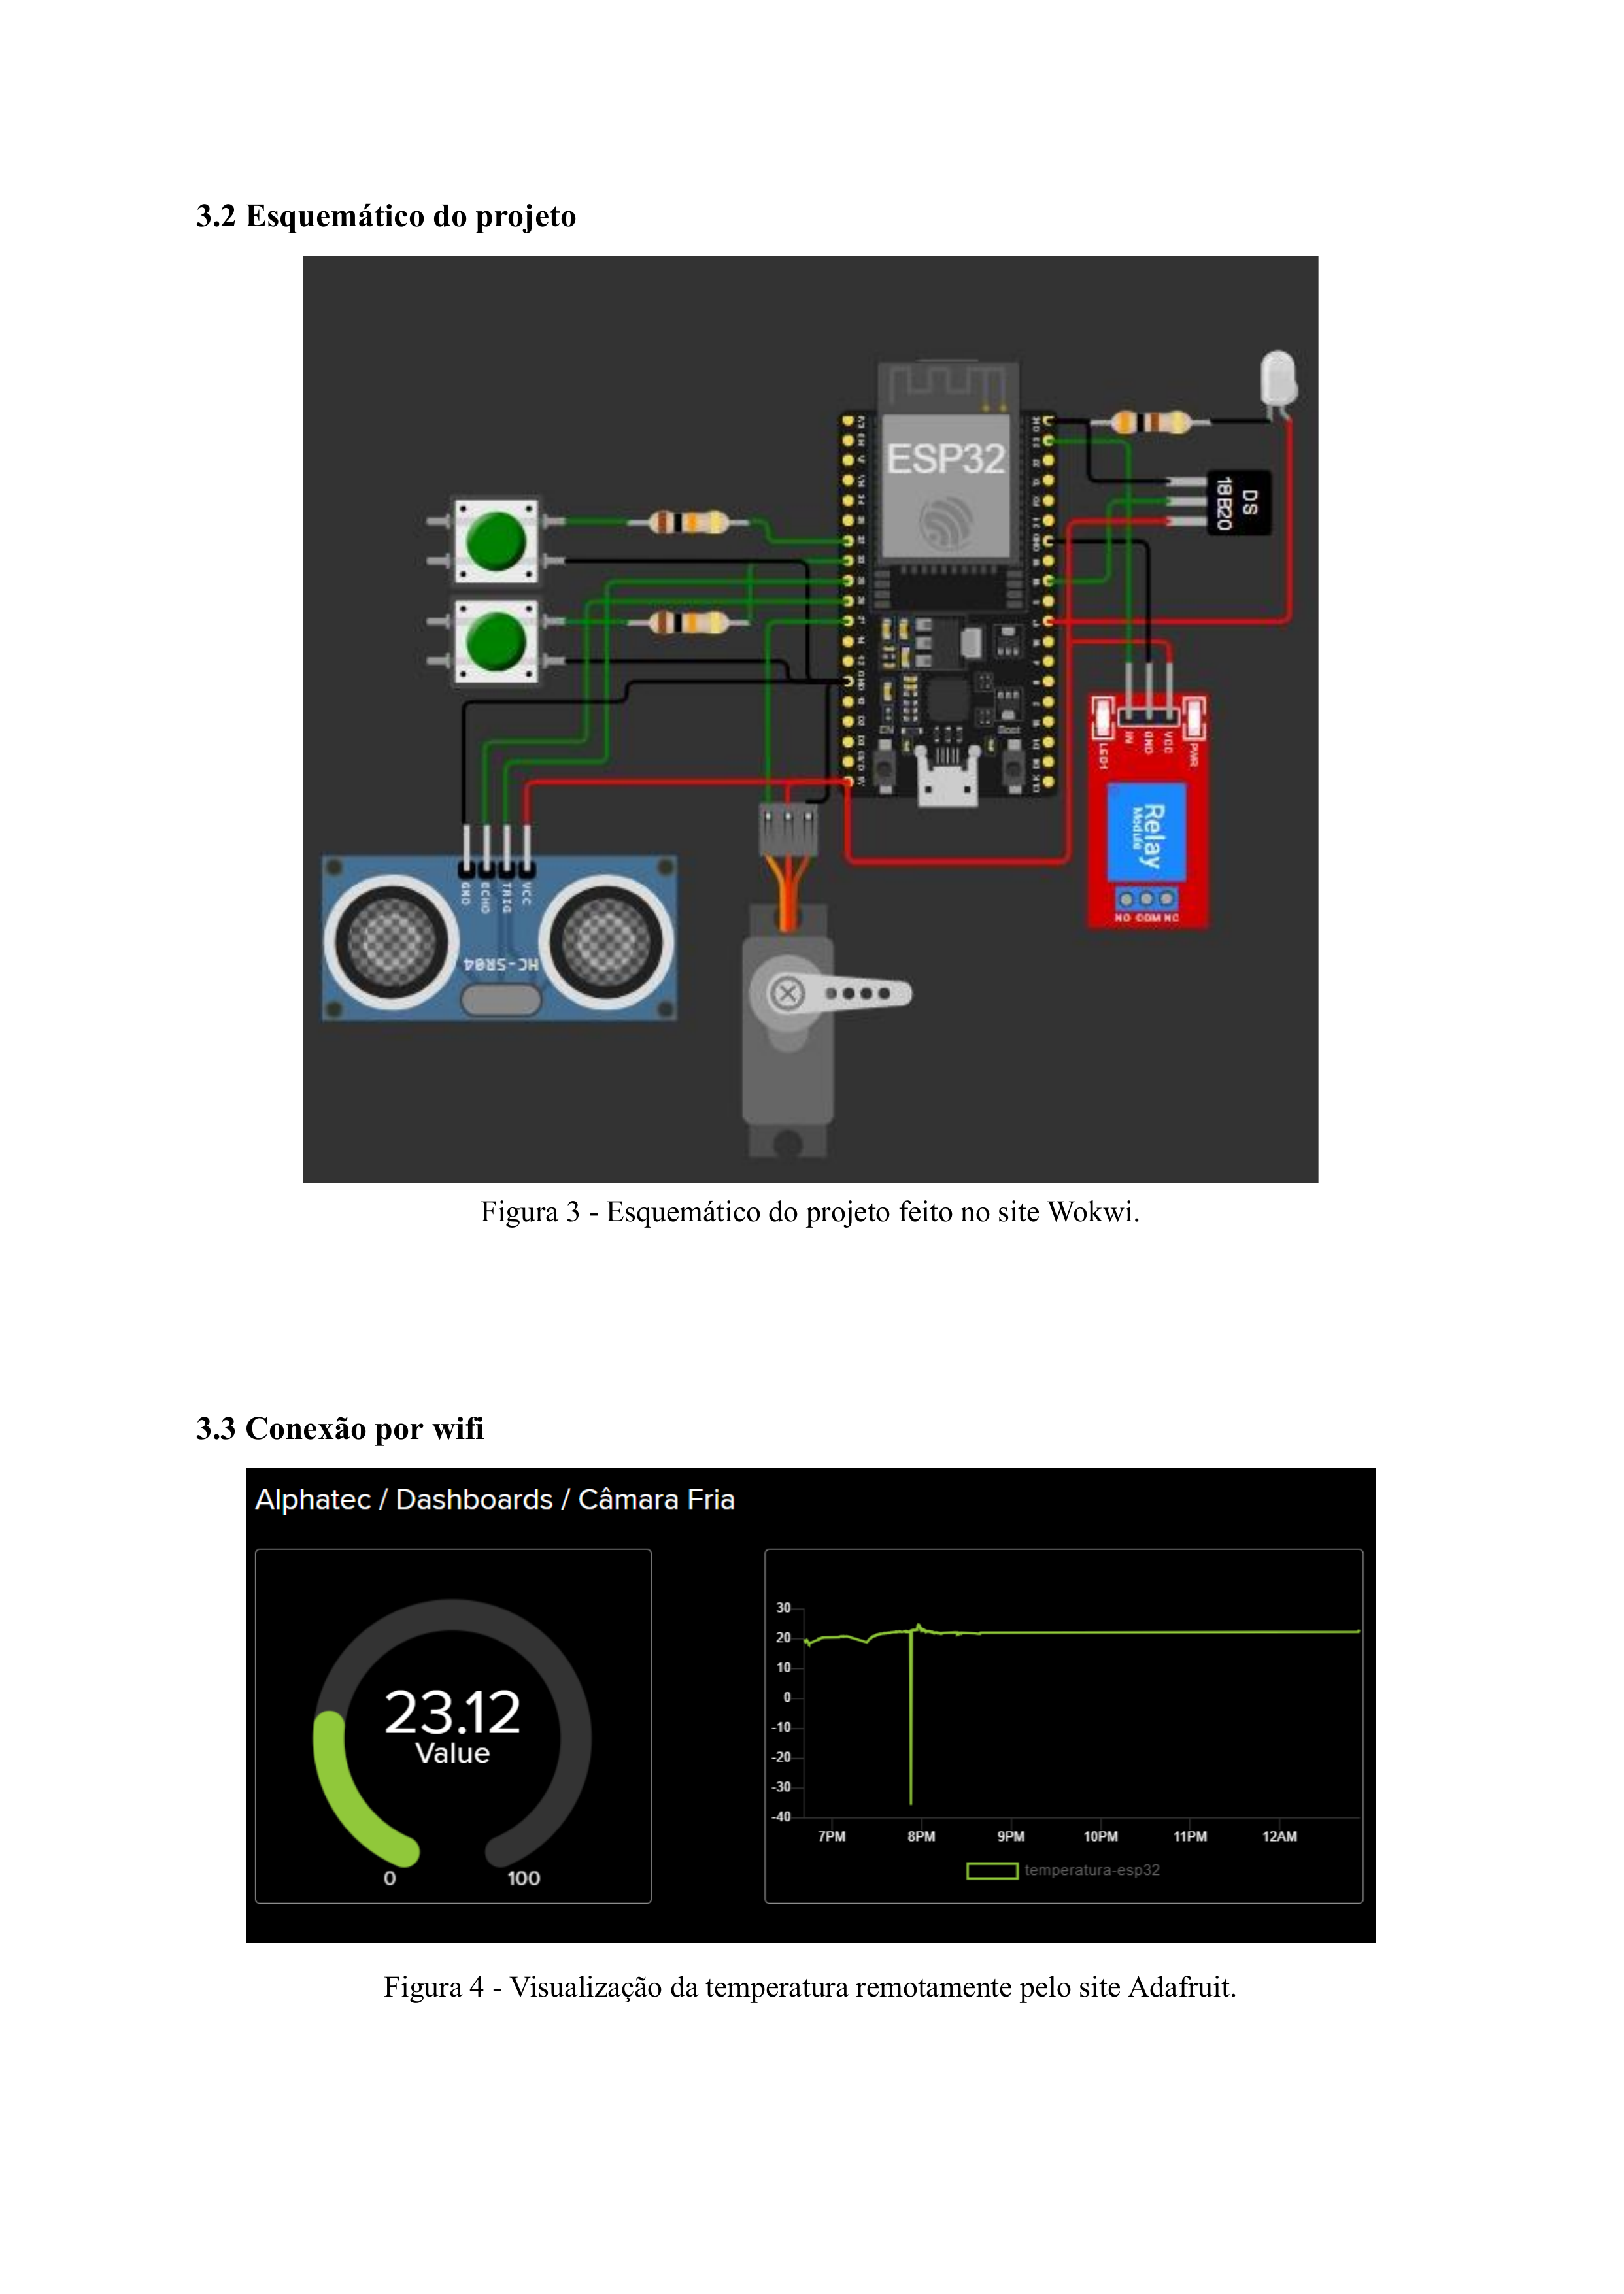 3.2 Esquemático do projeto
ESP32
DS
18B20
EN
Boot
LED1
IN
GND
VCC
PWR
Relay
Module
NO COM NC
GND
ECHO
TRIG
VCC
HC-SR04
Figura 3 - Esquemático do projeto feito no site Wokwi.
3.3 Conexão por wifi
Alphatec / Dashboards / Câmara Fria
23.12
Value
0
100
30
20
10
0
-10
-20
-30
-40
7PM
8PM
9PM
10PM
11PM
12AM
temperatura-esp32
Figura 4 - Visualização da temperatura remotamente pelo site Adafruit.